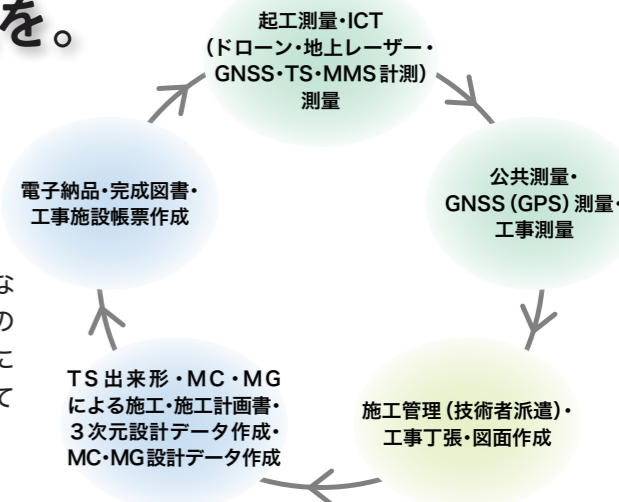 を。
起工測量・ICT
(ドローン・地上レーザー・
GNSS・TS・MMS計測)
測量
公共測量・
GNSS(GPS)測量・
工事測量
施工管理(技術者派遣)・
工事丁張・図面作成
TS出来形・MC・MG
による施工・施工計画書・
3次元設計データ作成・
MC・MG設計データ作成
電子納品・完成図書・
工事施設帳票作成
な
の
に
て